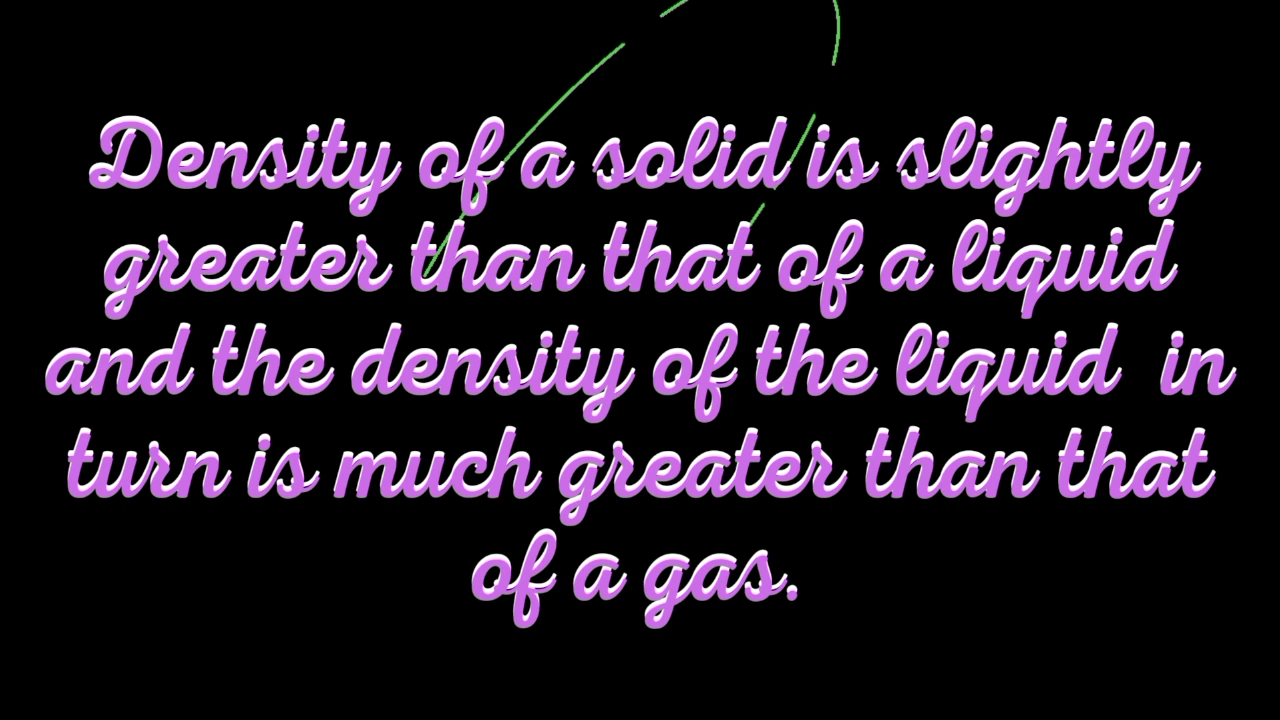 Density of a solid is slightly
greater than that of a liquid
and the density of the liquid in
turn is much greater than that
of a gas.